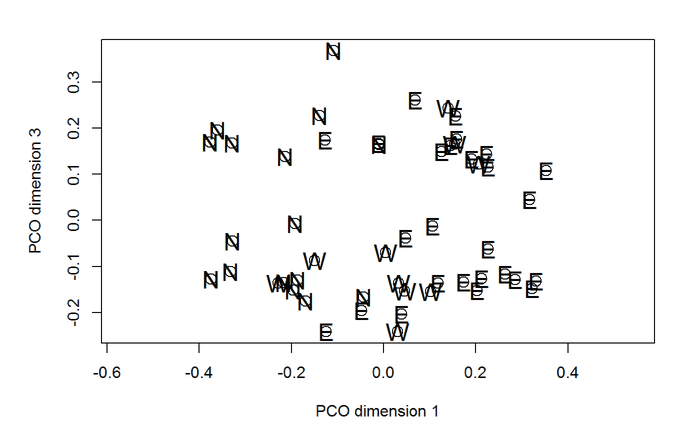 N
E W
N E
N
N N E N E W E
N E E W E
E E
E
N
E
N E
W W E
N E E
N N E E E E
W N N W E
N W W E E
N N
E E
E W
PCO dimension 3
0.3
0.2
0.1
0.0
-0.1
-0.2
-0.6 -0.4 -0.2 0.0 0.2 0.4
PCO dimension 1